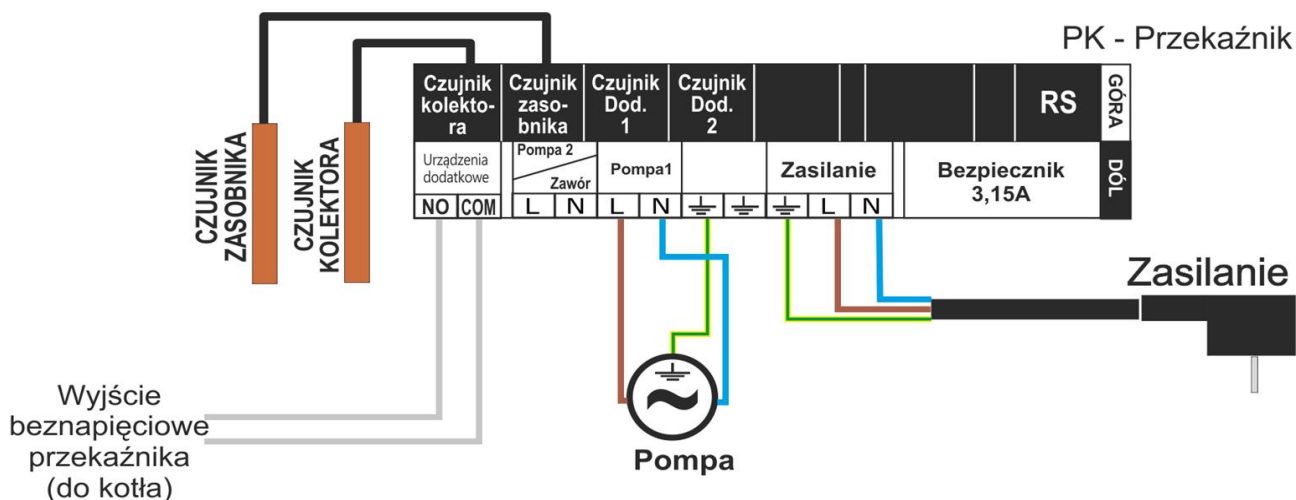 PK - Przekaźnik
Czujnik
kolekto-
ra
Czujnik
zaso-
bnika
Czujnik
Dod.
1
Czujnik
Dod.
2
RS
GÓRA
Urządzenia
dodatkowe
Pompa 2
Zawór
Pompa1
Zasilanie
Bezpiecznik
3,15A
DÓL
NO COM L N L N L N
CZUJNIK
ZASOBNIKA
CZUJNIK
KOLEKTORA
Zasilanie
Wyjście
beznapięciowe
przekaźnika
(do kotła)
Pompa